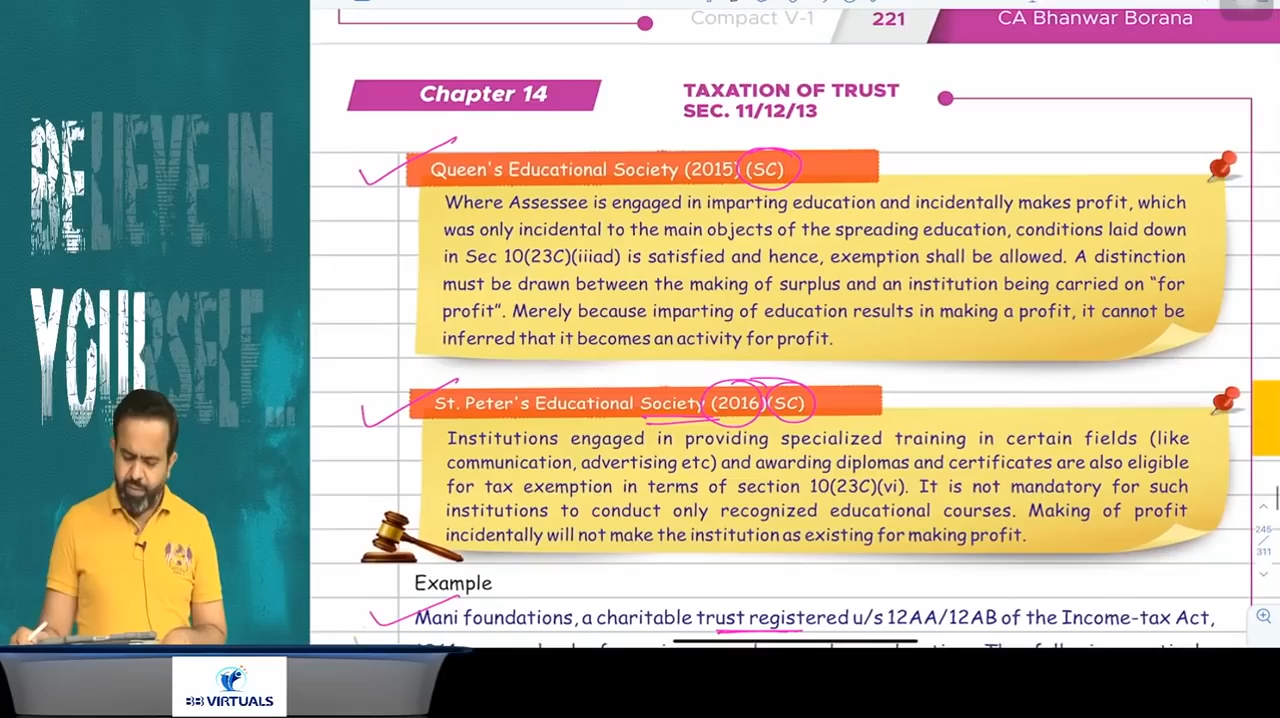 Compact V-1
221
CA Bhanwar Borana
Chapter 14
TAXATION OF TRUST
SEC. 11/12/13
BELIEVE IN
YOURSELF...
Queen's Educational Society (2015) (SC)
Where Assessee is engaged in imparting education and incidentally makes profit, which
was only incidental to the main objects of the spreading education, conditions laid down
in Sec 10(23C)(iiiad) is satisfied and hence, exemption shall be allowed. A distinction
must be drawn between the making of surplus and an institution being carried on “for
profit”. Merely because imparting of education results in making a profit, it cannot be
inferred that it becomes an activity for profit.
St. Peter's Educational Society (2016)(SC)
Institutions engaged in providing specialized training in certain fields (like
communication, advertising etc) and awarding diplomas and certificates are also eligible
for tax exemption in terms of section 10(23C)(vi). It is not mandatory for such
institutions to conduct only recognized educational courses. Making of profit
incidentally will not make the institution as existing for making profit.
Example
Mani foundations, a charitable trust registered u/s 12AA/12AB of the Income-tax Act,
245
/
311
BB VIRTUALS